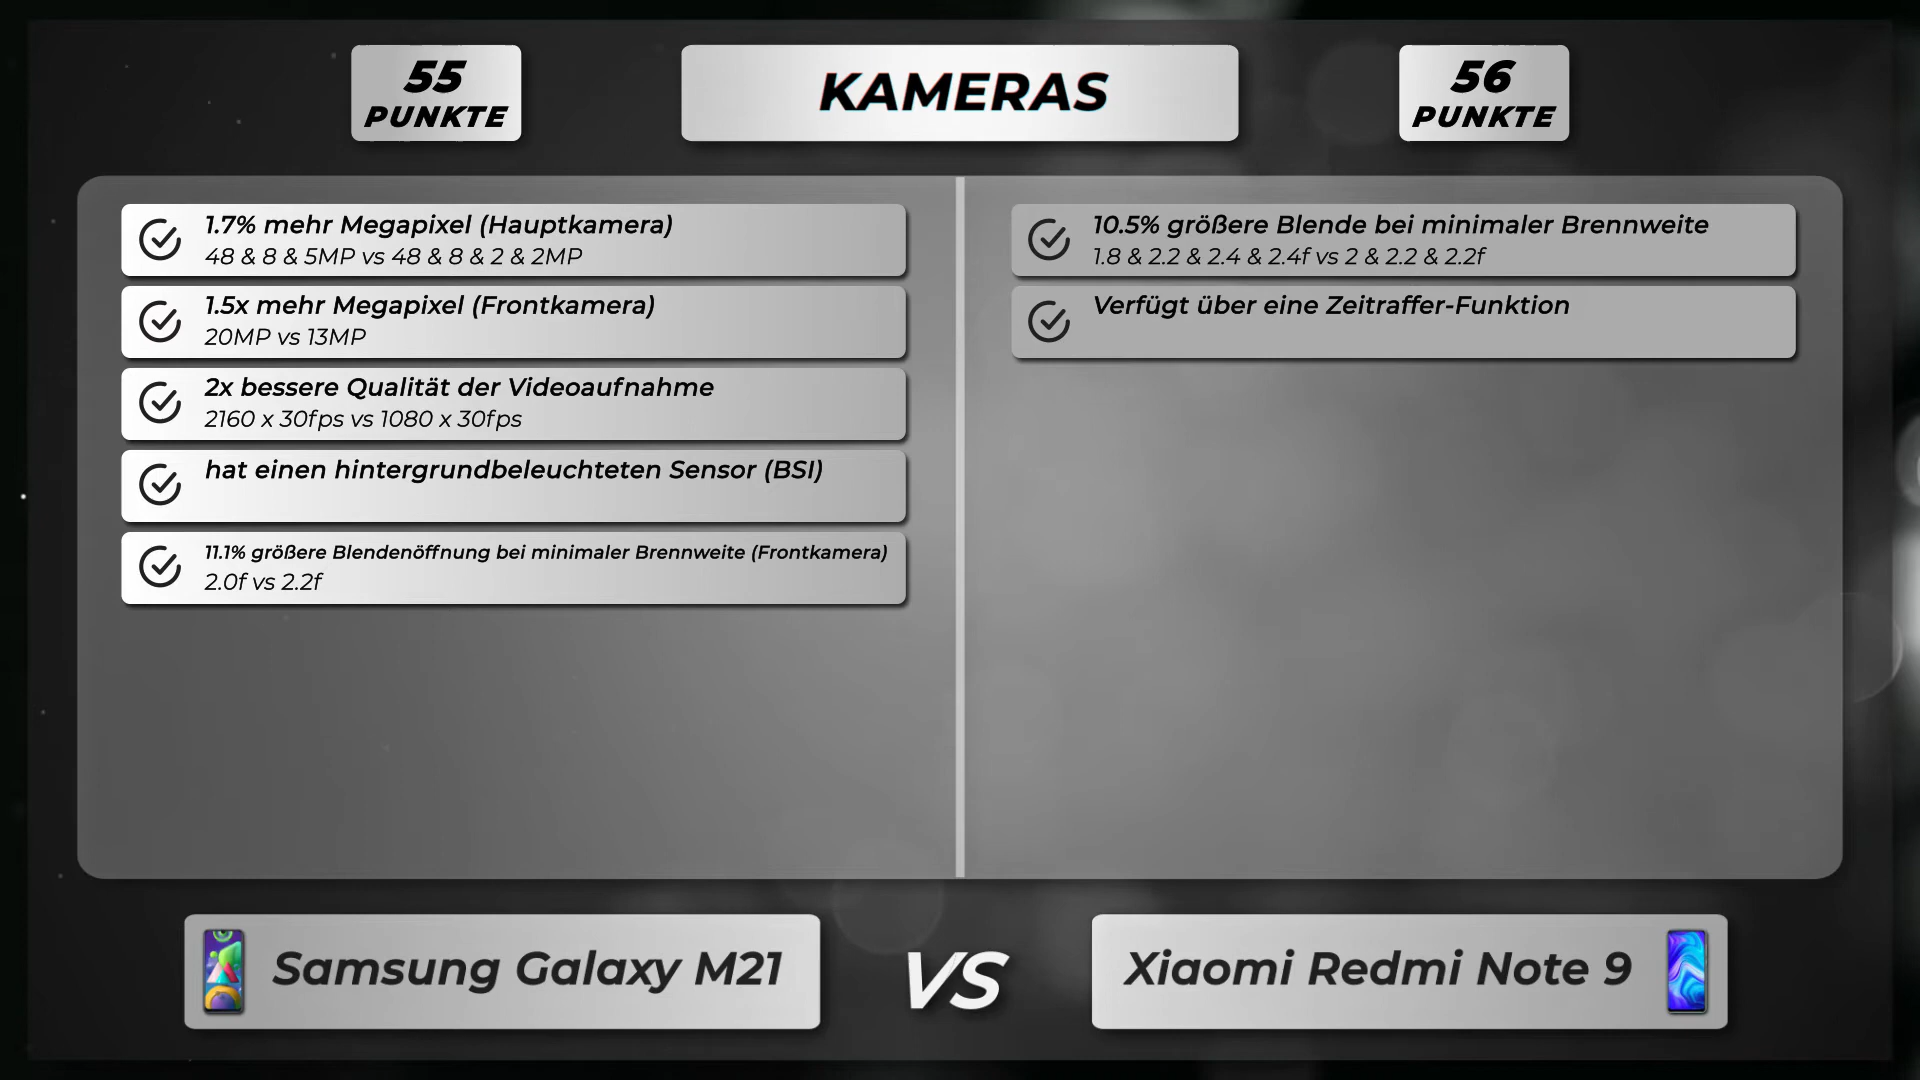 55
PUNKTE
KAMERAS
56
PUNKTE
1.7% mehr Megapixel (Hauptkamera)
48 & 8 & 5MP vs 48 & 8 & 2 & 2MP
1.5x mehr Megapixel (Frontkamera)
20MP vs 13MP
2x bessere Qualität der Videoaufnahme
2160 x 30fps vs 1080 x 30fps
hat einen hintergrundbeleuchteten Sensor (BSI)
11.1% größere Blendenöffnung bei minimaler Brennweite (Frontkamera)
2.0f vs 2.2f
10.5% größere Blende bei minimaler Brennweite
1.8 & 2.2 & 2.4 & 2.4f vs 2 & 2.2 & 2.2f
Verfügt über eine Zeitraffer-Funktion
Samsung Galaxy M21
VS
Xiaomi Redmi Note 9